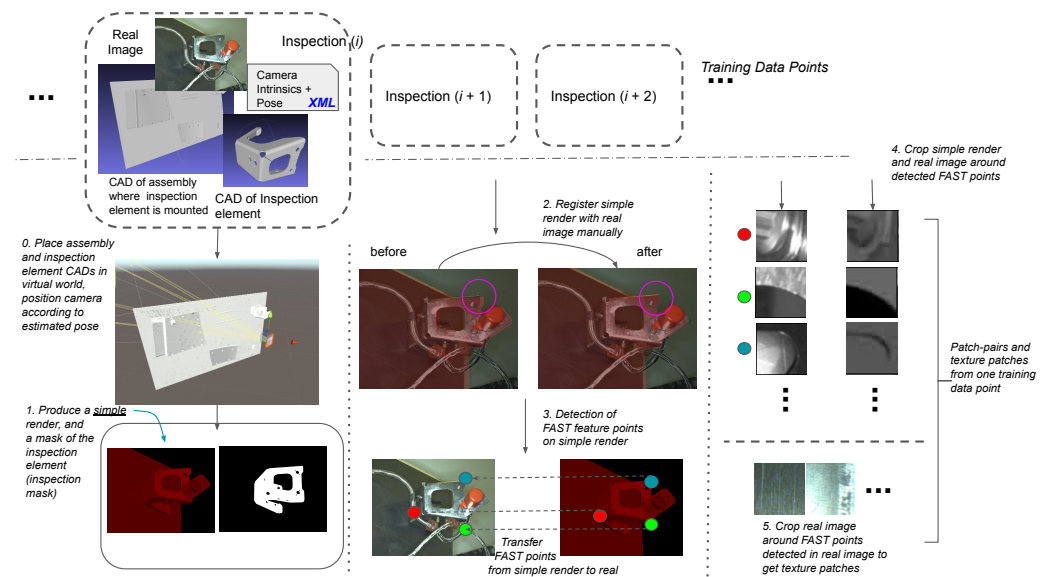 Real
Image
Inspection (i)
Camera
Intrinsics +
Pose XML
CAD of assembly
where inspection
element is mounted
CAD of Inspection
element
...
Inspection (i + 1)
Inspection (i + 2)
Training Data Points
...
0. Place assembly
and inspection
element CADs in
virtual world,
position camera
according to
estimated pose
1. Produce a simple
render, and
a mask of the
inspection
element
(inspection
mask)
2. Register simple
render with real
image manually
before
after
3. Detection of
FAST feature points
on simple render
Transfer
FAST points
from simple render to real
4. Crop simple render
and real image around
detected FAST points
Patch-pairs and
texture patches
from one training
data point
...
5. Crop real image
around FAST points
detected in real image to
get texture patches